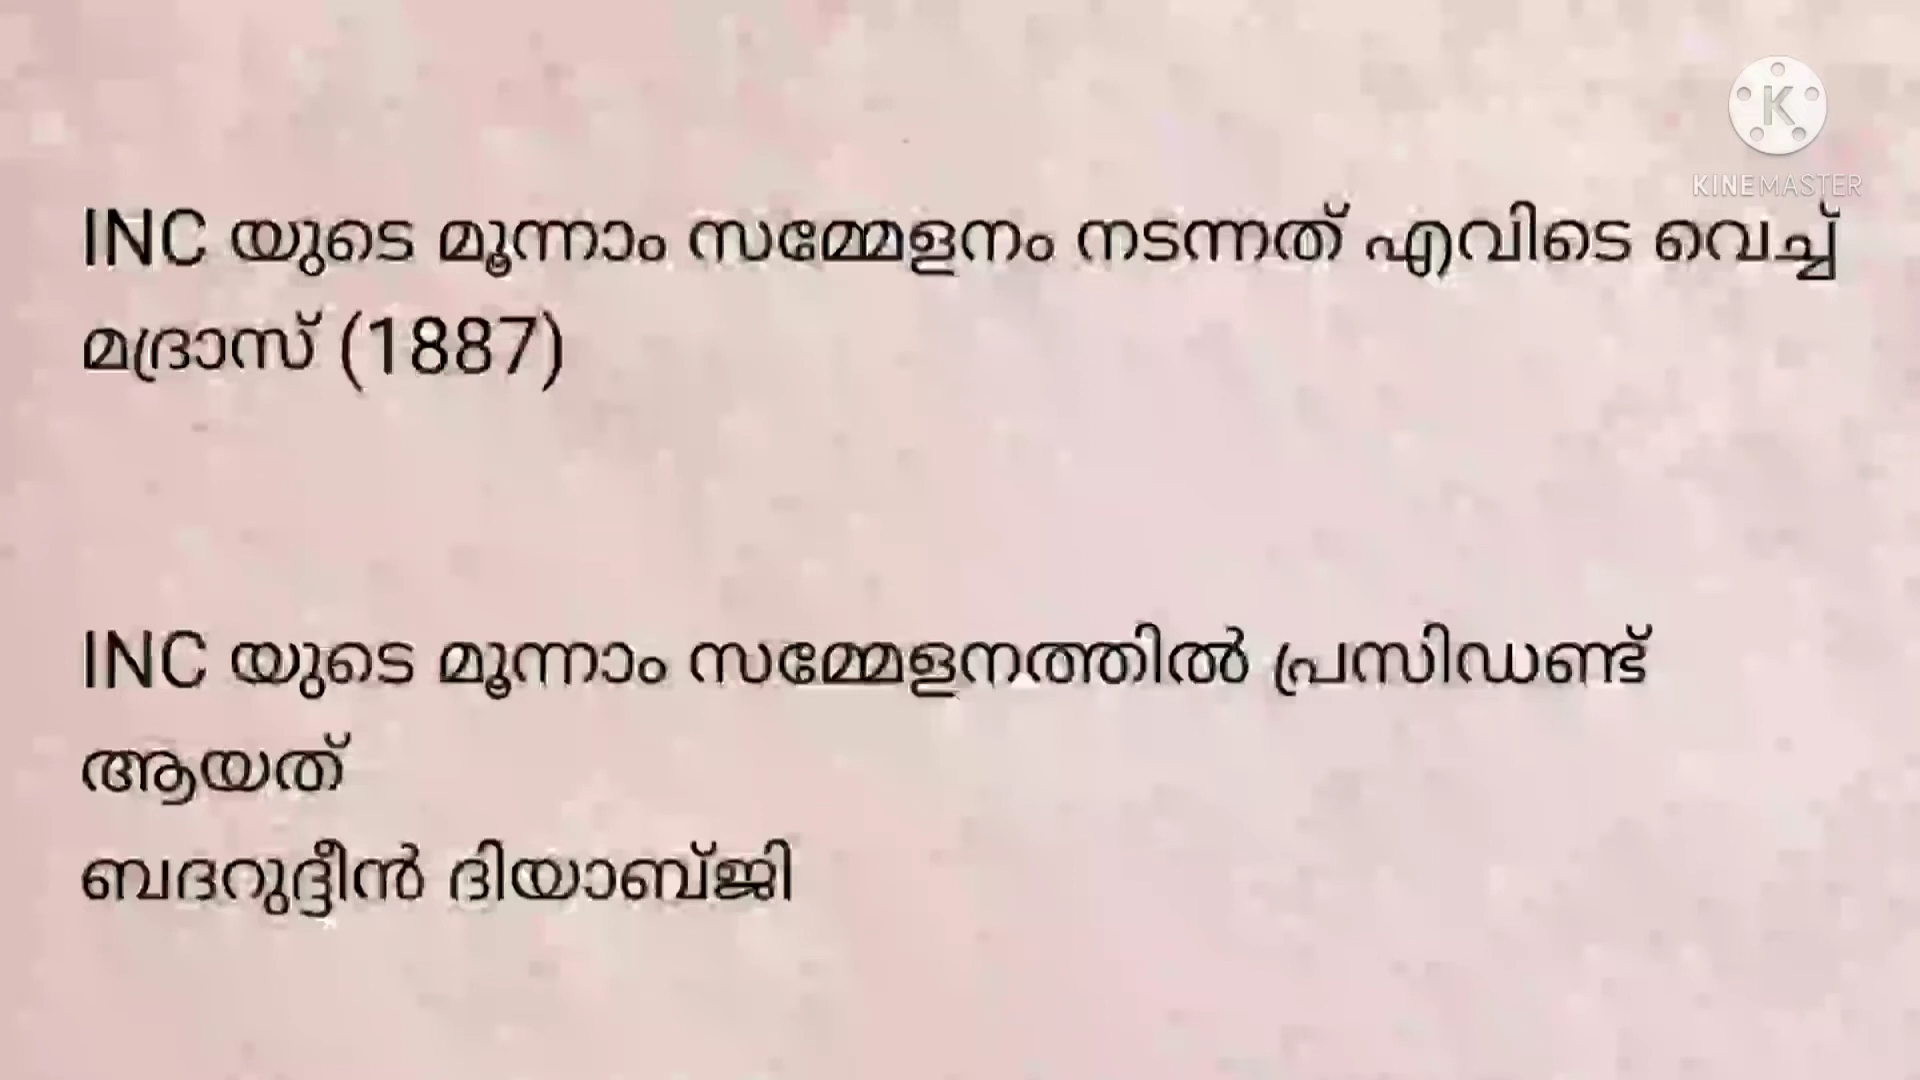 KINEMASTER
INC യുടെ മൂന്നാം സമ്മേളനം നടന്നത് എവിടെ വെച്ച്
മദ്രാസ് (1887)
INC യുടെ മൂന്നാം സമ്മേളനത്തിൽ പ്രസിഡണ്ട്
ആയത്
ബദറുദ്ദീൻ ദിയാബ്ജി